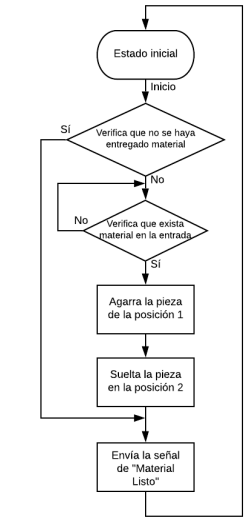 Estado inicial
Inicio
Sí
Verifica que no se haya
entregado material
No
No
Verifica que exista
material en la entrada
Sí
Agarra la pieza
de la posición 1
Suelta la pieza
en la posición 2
Envía la señal
de "Material
Listo"